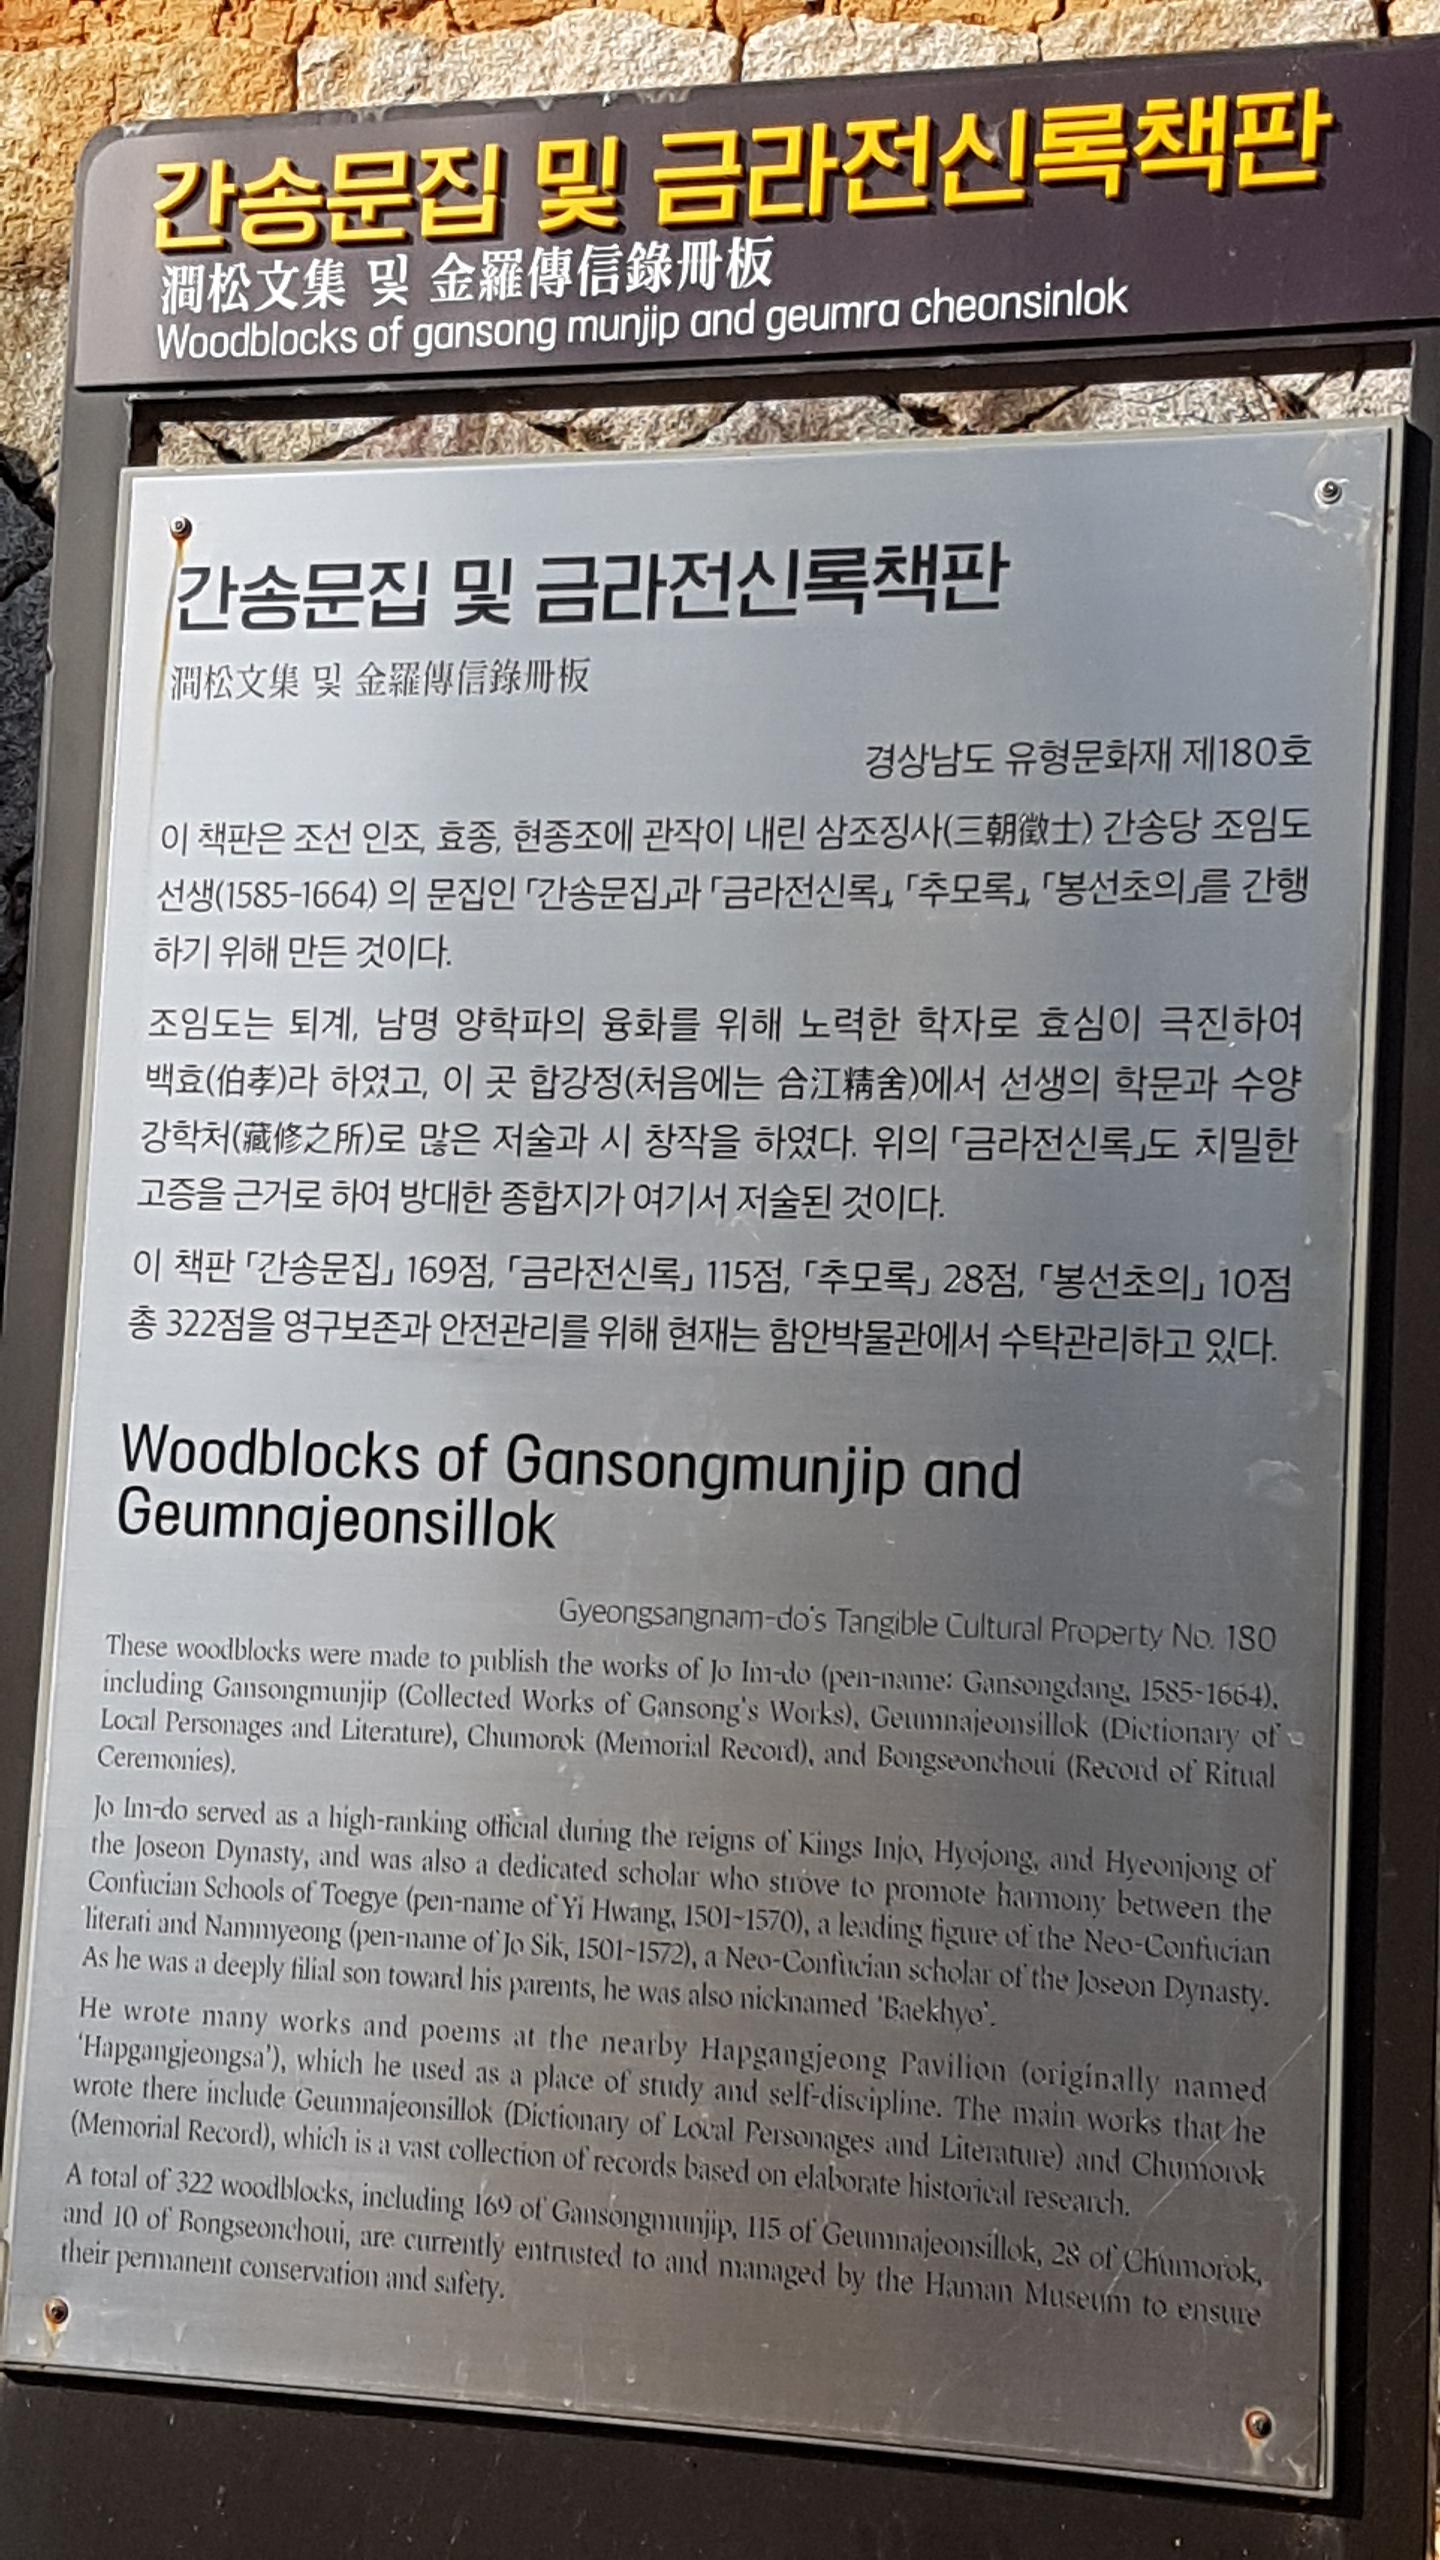 간송문집 및 금라전신록책판
澗松文集 및 金羅傳信錄冊板
Woodblocks of gansong munjip and geumra cheonsinlok
간송문집 및 금라전신록책판
澗松文集 및 金羅傳信錄冊板
경상남도 유형문화재 제180호
이 책판은 조선 인조, 효종, 현종조에 관작이 내린 삼조징사(三朝徵士) 간송당 조임도
선생(1585-1664) 의 문집인 「간송문집」과 「금라전신록」, 「추모록」, 「봉선초의」를 간행
하기 위해 만든 것이다.
조임도는 퇴계, 남명 양학파의 융화를 위해 노력한 학자로 효심이 극진하여
백효(伯孝)라 하였고, 이 곳 합강정(처음에는 合江精舍)에서 선생의 학문과 수양
강학처(藏修之所)로 많은 저술과 시 창작을 하였다. 위의 「금라전신록」도 치밀한
고증을 근거로 하여 방대한 종합지가 여기서 저술된 것이다.
이 책판 「간송문집」 169점, 「금라전신록」 115점, 「추모록」 28점, 「봉선초의」 10점
총 322점을 영구보존과 안전관리를 위해 현재는 함안박물관에서 수탁관리하고 있다.
Woodblocks of Gansongmunjip and
Geumnajeonsillok
Gyeongsangnam-do's Tangible Cultural Property No. 180
These woodblocks were made to publish the works of Jo Im-do (pen-name: Gansongdang, 1585~1664),
including Gansongmunjip (Collected Works of Gansong's Works), Geumnajeonsillok (Dictionary of
Local Personages and Literature), Chumorok (Memorial Record), and Bongseonchoui (Record of Ritual
Ceremonies).
Jo Im-do served as a high-ranking official during the reigns of Kings Injo, Hyojong, and Hyeonjong of
the Joseon Dynasty, and was also a dedicated scholar who strove to promote harmony between the
Confucian Schools of Toegye (pen-name of Yi Hwang, 1501~1570), a leading figure of the Neo-Confucian
literati and Nammyeong (pen-name of Jo Sik, 1501~1572), a Neo-Confucian scholar of the Joseon Dynasty.
As he was a deeply filial son toward his parents, he was also nicknamed 'Baekhyo'.
He wrote many works and poems at the nearby Hapgangjeong Pavilion (originally named
'Hapgangjeongsa'), which he used as a place of study and self-discipline. The main works that he
wrote there include Geumnajeonsillok (Dictionary of Local Personages and Literature) and Chumorok
(Memorial Record), which is a vast collection of records based on elaborate historical research.
A total of 322 woodblocks, including 169 of Gansongmunjip, 115 of Geumnajeonsillok, 28 of Chumorok,
and 10 of Bongseonchoui, are currently entrusted to and managed by the Haman Museum to ensure
their permanent conservation and safety.